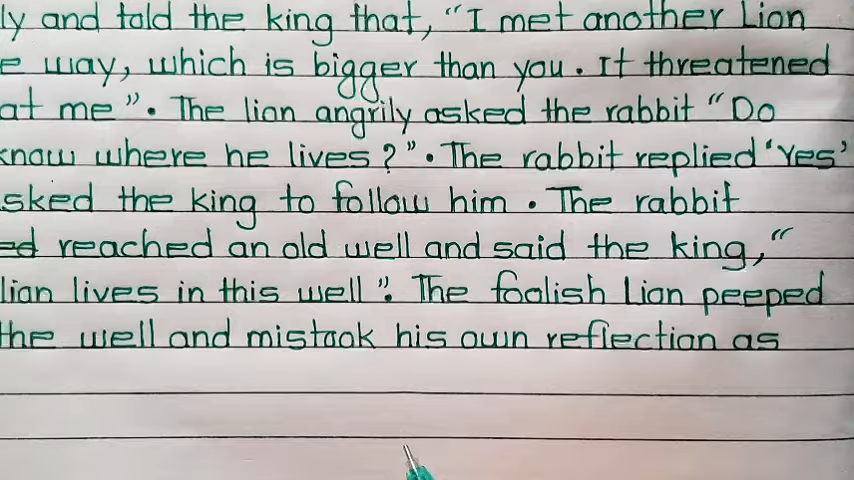 ly and told the king that, "I met another Lion
e way, which is bigger than you. It threatened
at me". The lion angrily asked the rabbit "Do
know where he lives?". The rabbit replied 'Yes'
sked the king to follow him. The rabbit
ed reached an old well and said the king, "
lion lives in this well". The foolish Lion peeped
the well and mistook his own reflection as